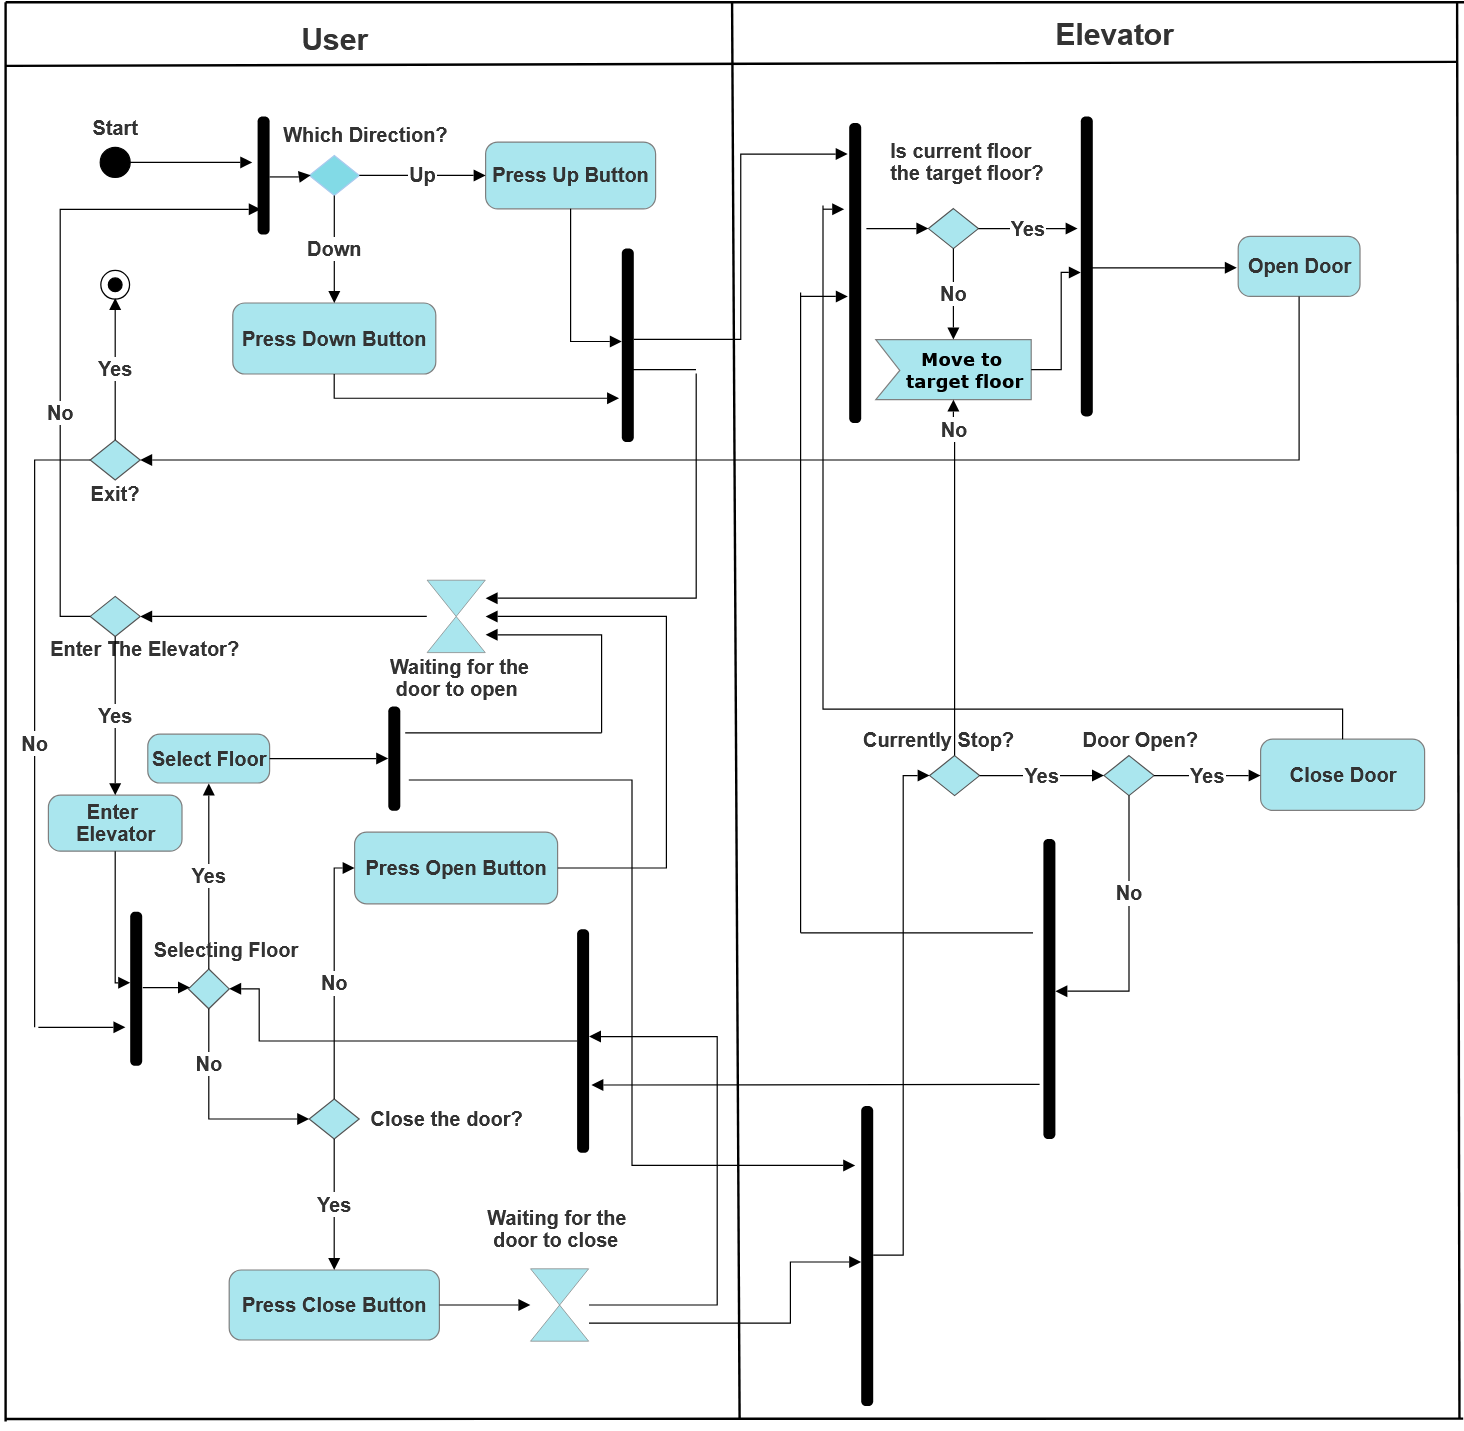 User
Elevator
Start
Which Direction?
Up
Press Up Button
Down
Press Down Button
Is current floor
the target floor?
Yes
No
Move to
target floor
Open Door
No
Yes
No
Exit?
Enter The Elevator?
Waiting for the
door to open
Yes
No
Select Floor
Enter
Elevator
Yes
Press Open Button
Currently Stop?
Yes
Door Open?
Yes
Close Door
No
Selecting Floor
No
No
Close the door?
Yes
Waiting for the
door to close
Press Close Button